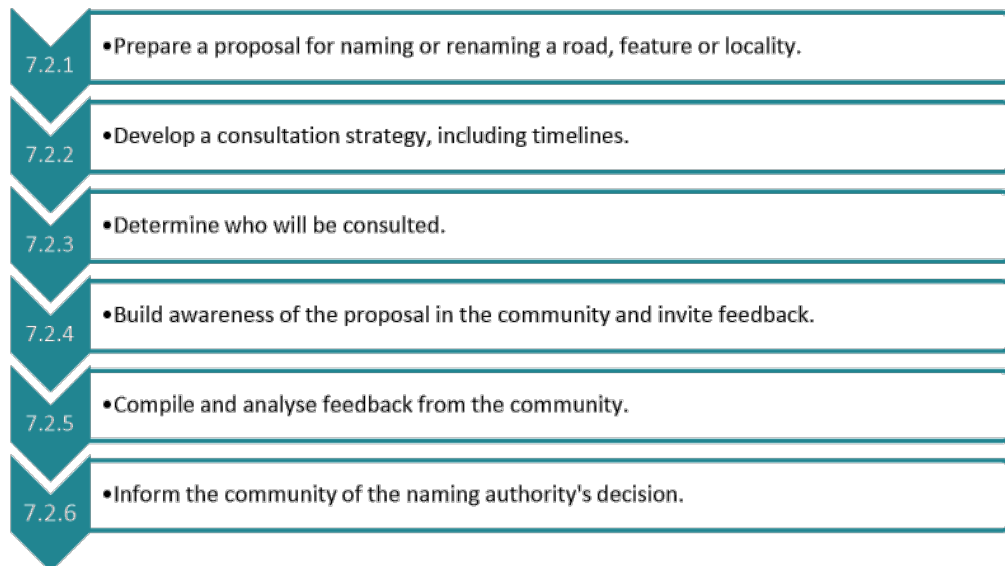 7.2.1
•Prepare a proposal for naming or renaming a road, feature or locality.
7.2.2
•Develop a consultation strategy, including timelines.
7.2.3
•Determine who will be consulted.
7.2.4
•Build awareness of the proposal in the community and invite feedback.
7.2.5
•Compile and analyse feedback from the community.
7.2.6
•Inform the community of the naming authority's decision.